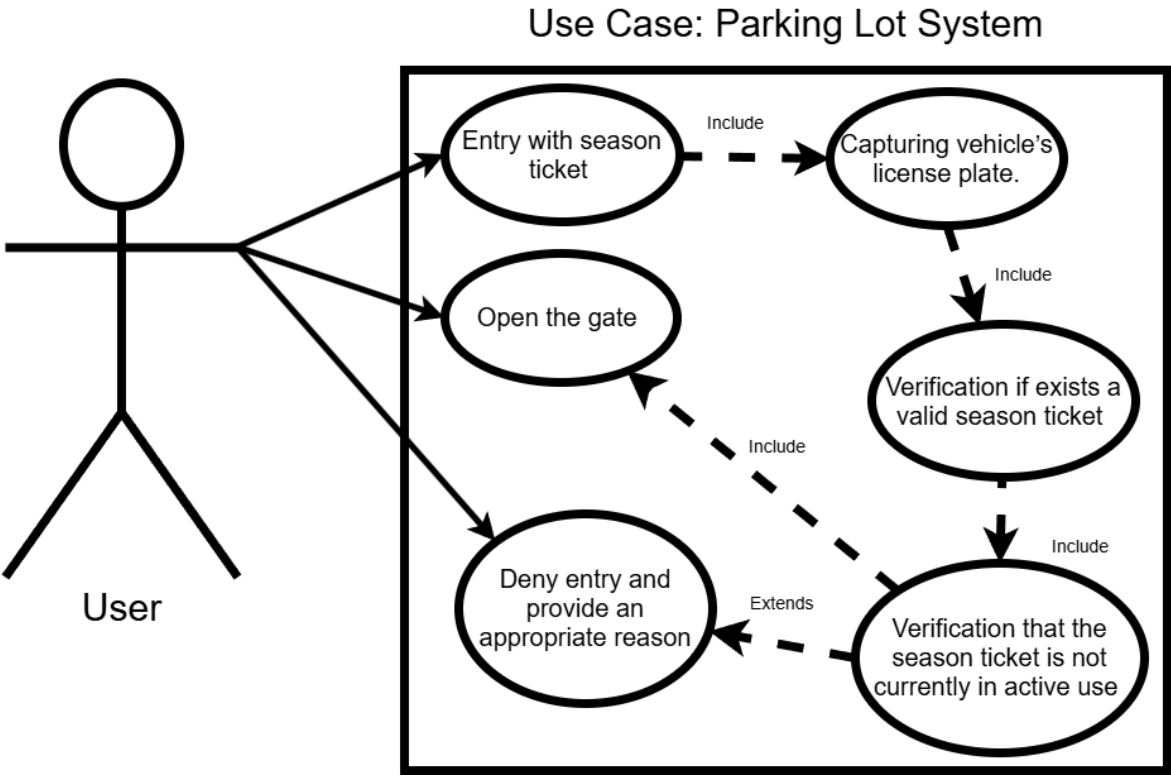 Use Case: Parking Lot System
Entry with season
ticket
Include
Capturing vehicle's
license plate.
Include
Open the gate
Verification if exists a
valid season ticket
Include
Include
Deny entry and
provide an
appropriate reason
Extends
Verification that the
season ticket is not
currently in active use
User